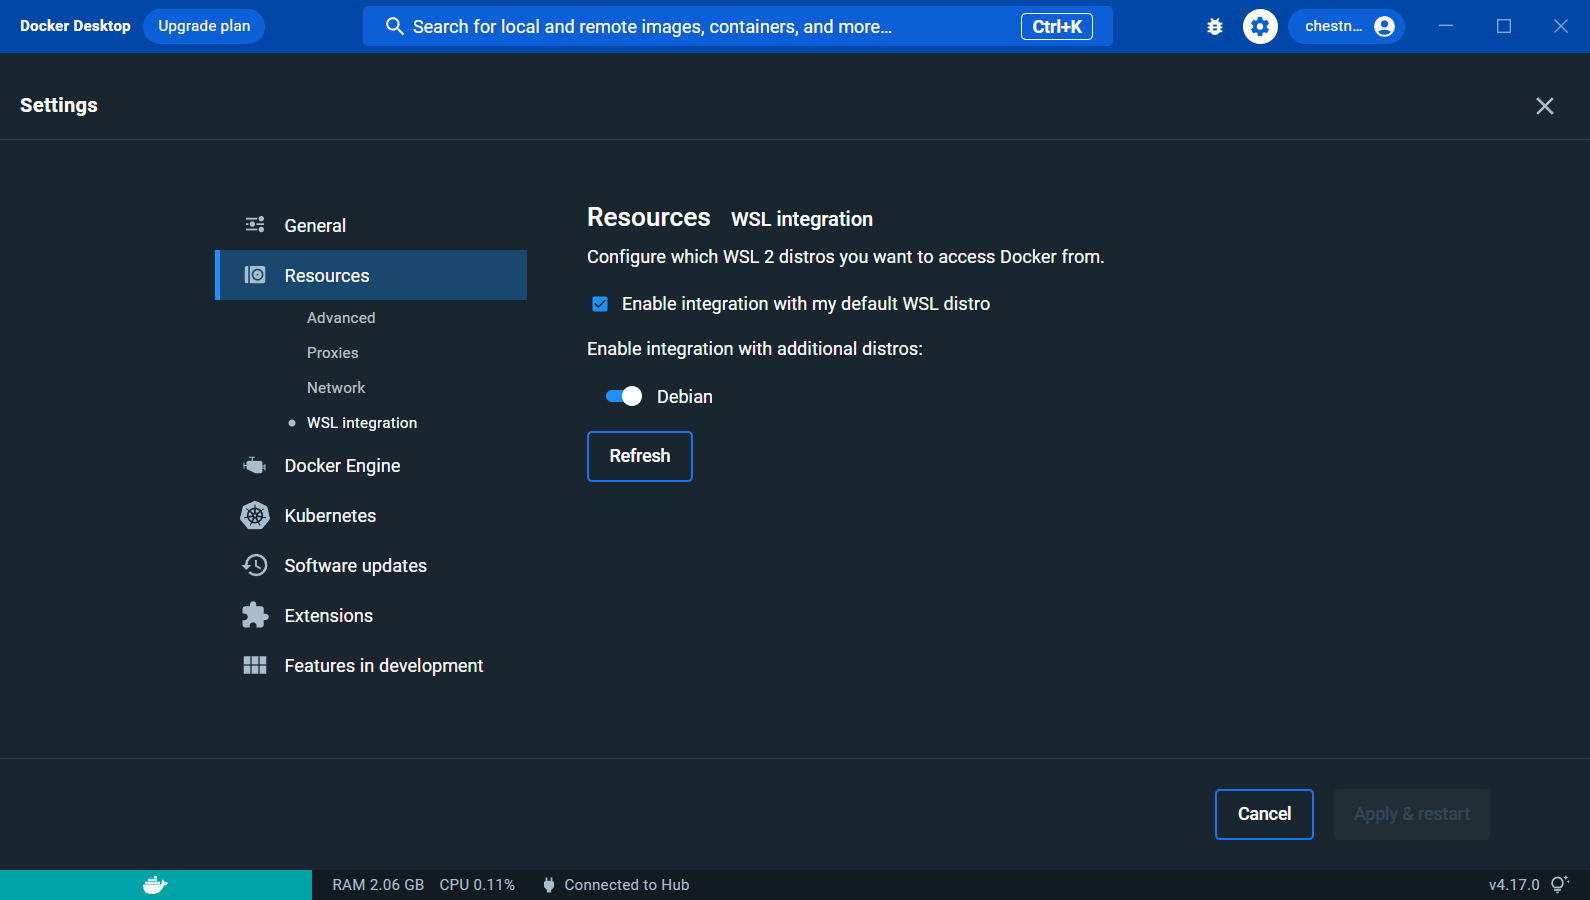 Docker Desktop Upgrade plan Search for local and remote images, containers, and more... Ctrl+K chestn...
Settings
General
Resources
Advanced
Proxies
Network
WSL integration
Docker Engine
Kubernetes
Software updates
Extensions
Features in development
Resources WSL integration
Configure which WSL 2 distros you want to access Docker from.
Enable integration with my default WSL distro
Enable integration with additional distros:
Debian
Refresh
Cancel Apply & restart
RAM 2.06 GB CPU 0.11% Connected to Hub v4.17.0